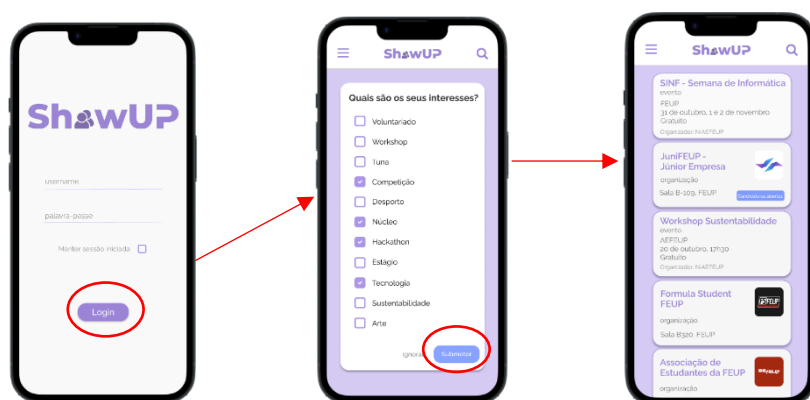 ShowUP
username
palavra-passe
Manter sessão iniciada
Login
ShowUP
Quais são os seus interesses?
Voluntariado
Workshop
Tuna
Competição
Desporto
Núcleo
Hackathon
Estágio
Tecnologia
Sustentabilidade
Arte
Ignorar
Submeter
ShowUP
SINF - Semana de Informática
evento
FEUP
31 de outubro, 1 e 2 de novembro
Gratuito
Organizador: NIAEFEUP
JuniFEUP -
Júnior Empresa
organização
Sala B-109, FEUP
Candidaturas abertas
Workshop Sustentabilidade
evento
AEFEUP
20 de outubro, 17h30
Gratuito
Organizador: NIAEFEUP
Formula Student
FEUP
organização
Sala B320, FEUP
Associação de
Estudantes da FEUP
organização